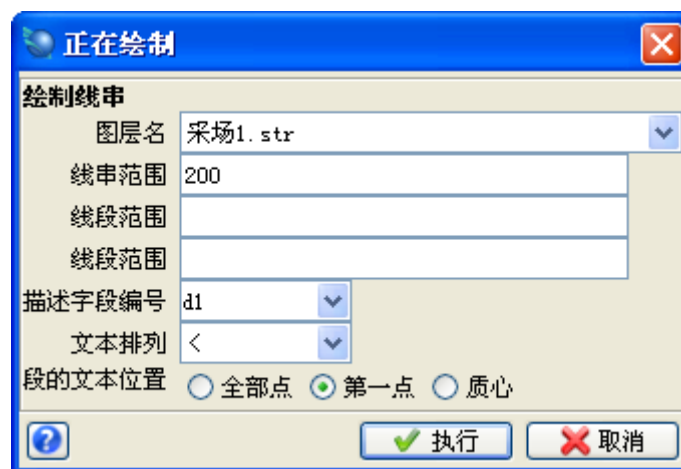 正在绘制
绘制线串
图层名 采场1.str
线串范围 200
线段范围
线段范围
描述字段编号 d1
文本排列 <
段的文本位置 全部点 第一点 质心
? 执行 取消